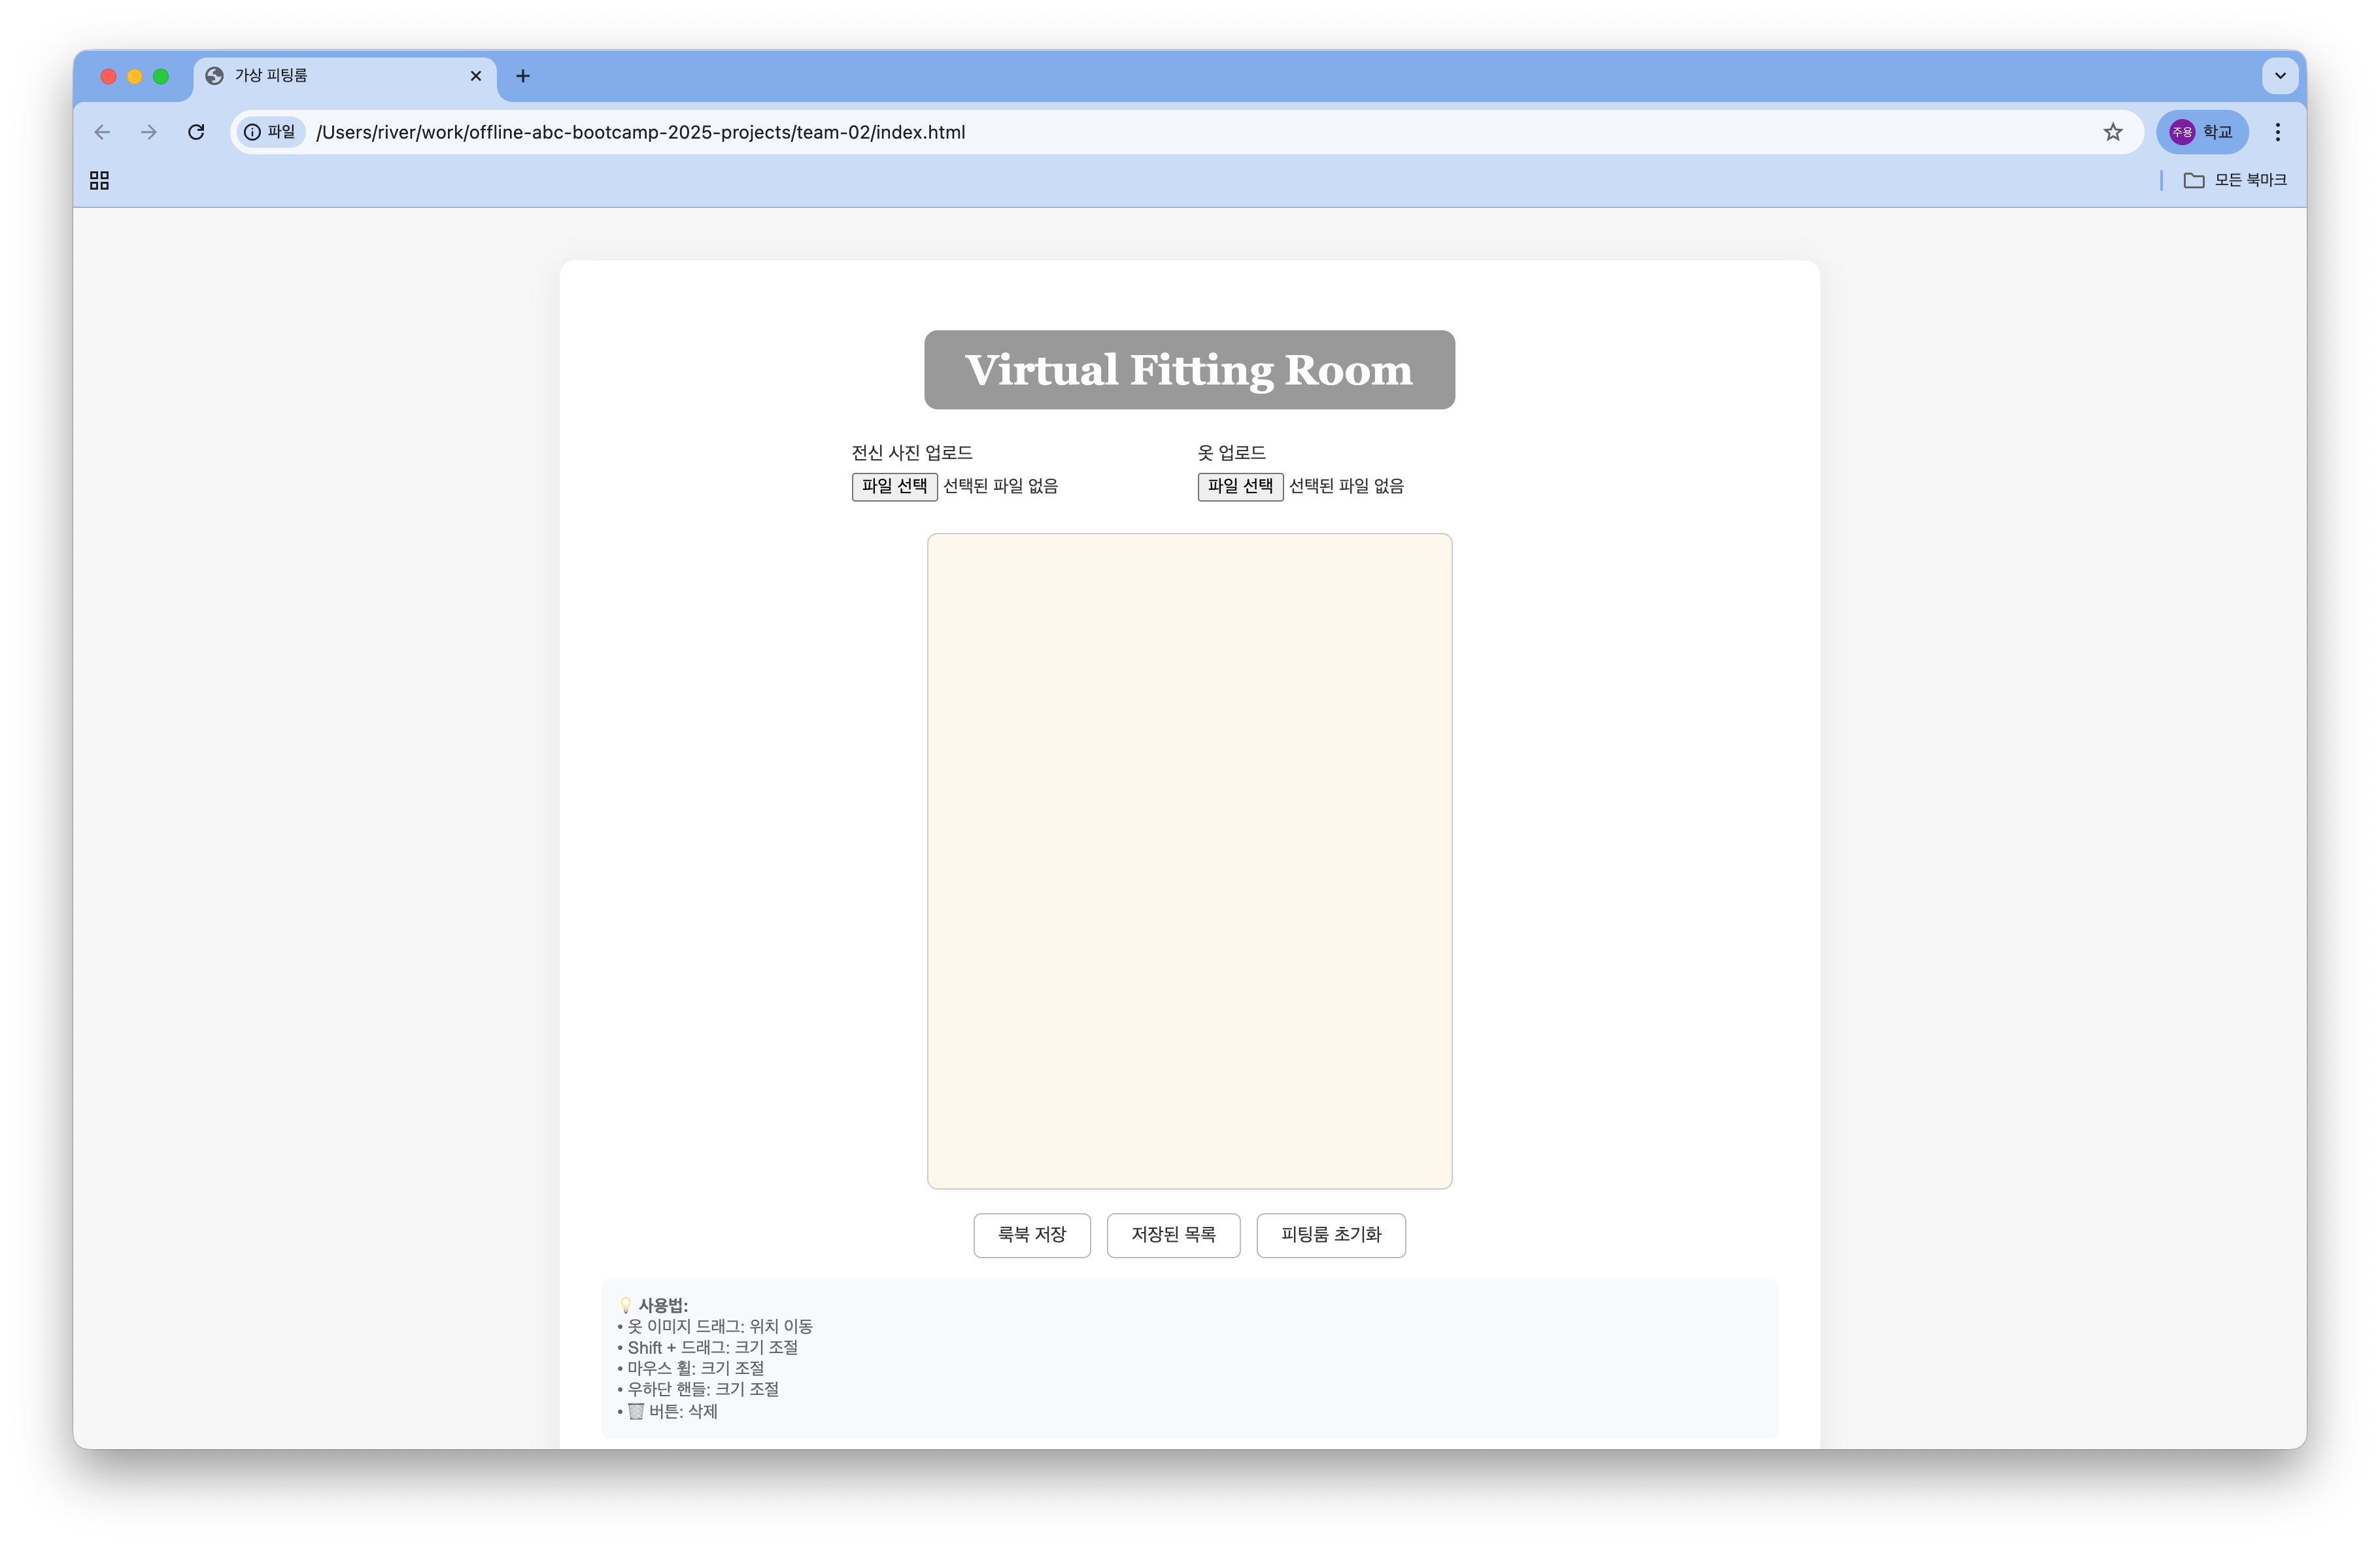 가상 피팅룸
파일 /Users/river/work/offline-abc-bootcamp-2025-projects/team-02/index.html
주용 학교
모든 북마크
Virtual Fitting Room
전신 사진 업로드
파일 선택 선택된 파일 없음
옷 업로드
파일 선택 선택된 파일 없음
룩북 저장
저장된 목록
피팅룸 초기화
💡 사용법:
• 옷 이미지 드래그: 위치 이동
• Shift + 드래그: 크기 조절
• 마우스 휠: 크기 조절
• 우하단 핸들: 크기 조절
• 🗑️ 버튼: 삭제